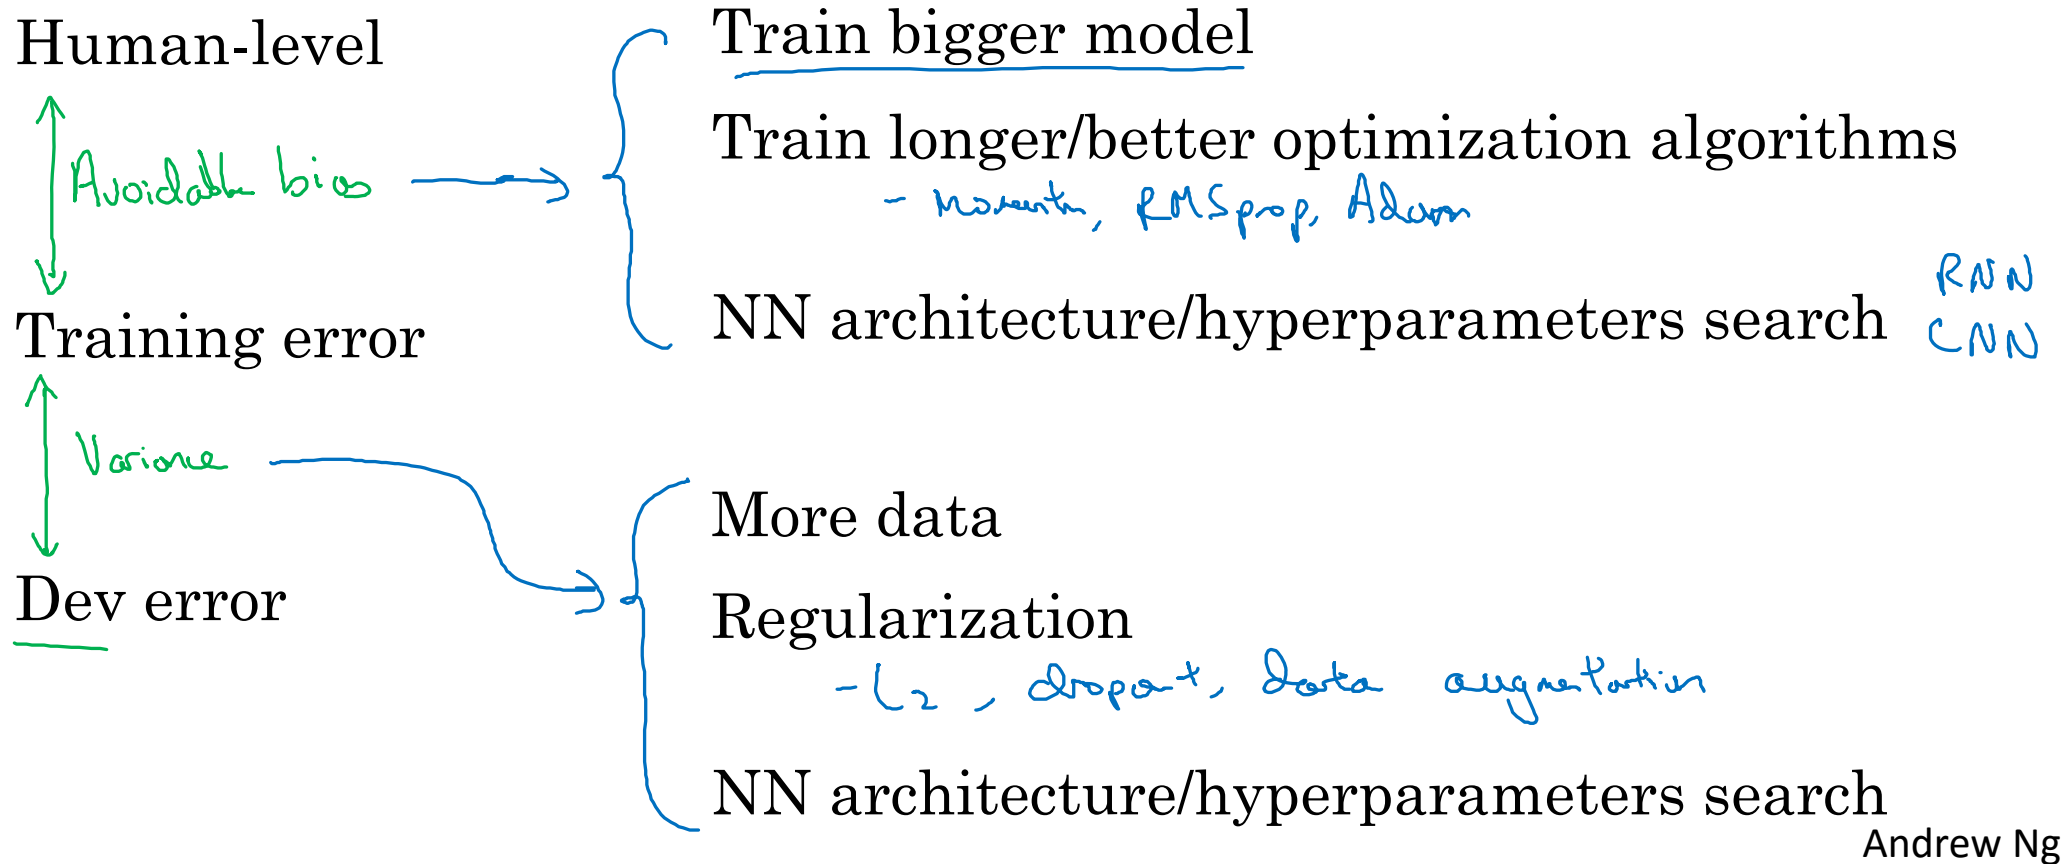 Human-level
Avoidable bias
Training error
Variance
Dev error
Train bigger model
Train longer/better optimization algorithms
- momentum, RMSprop, Adam
NN architecture/hyperparameters search
RNN
CNN
More data
Regularization
- L2, dropout, data augmentation
NN architecture/hyperparameters search
Andrew Ng